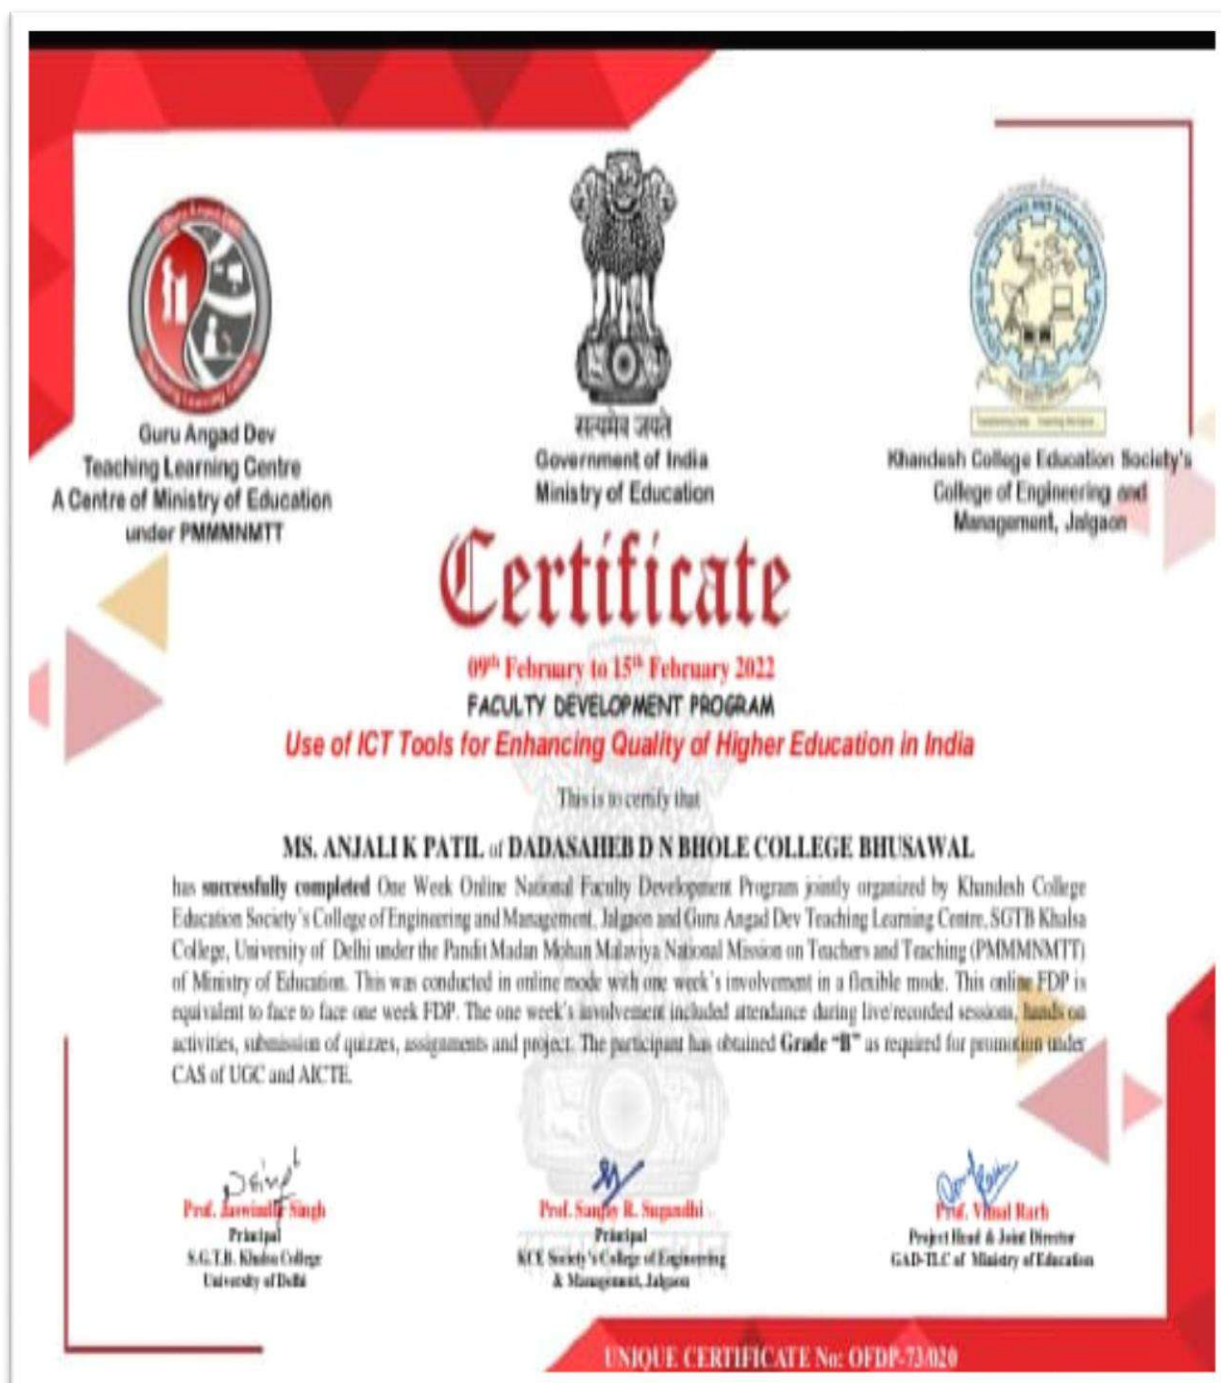 Guru Angad Dev
Teaching Learning Centre
A Centre of Ministry of Education
under PMMMNMTT
सत्यमेव जयते
Government of India
Ministry of Education
Khandesh College Education Society's
College of Engineering and
Management, Jalgaon
Certificate
09th February to 15th February 2022
FACULTY DEVELOPMENT PROGRAM
Use of ICT Tools for Enhancing Quality of Higher Education in India
This is to certify that
MS. ANJALI K PATIL of DADASAHEB D N BHOLE COLLEGE BHUSAWAL
has successfully completed One Week Online National Faculty Development Program jointly organized by Khandesh College
Education Society's College of Engineering and Management, Jalgaon and Guru Angad Dev Teaching Learning Centre, SGTB Khalsa
College, University of Delhi under the Pandit Madan Mohan Malaviya National Mission on Teachers and Teaching (PMMMNMTT)
of Ministry of Education. This was conducted in online mode with one week's involvement in a flexible mode. This online FDP is
equivalent to face to face one week FDP. The one week's involvement included attendance during live/recorded sessions, hands on
activities, submission of quizzes, assignments and project. The participant has obtained Grade "B" as required for promotion under
CAS of UGC and AICTE.
Prof. Jaswinder Singh
Principal
S.G.T.B. Khalsa College
University of Delhi
Prof. Sanjay R. Sugandhi
Principal
KCE Society's College of Engineering
& Management, Jalgaon
Prof. Vimal Rarh
Project Head & Joint Director
GAD-TLC of Ministry of Education
UNIQUE CERTIFICATE No: OFDP-73/020